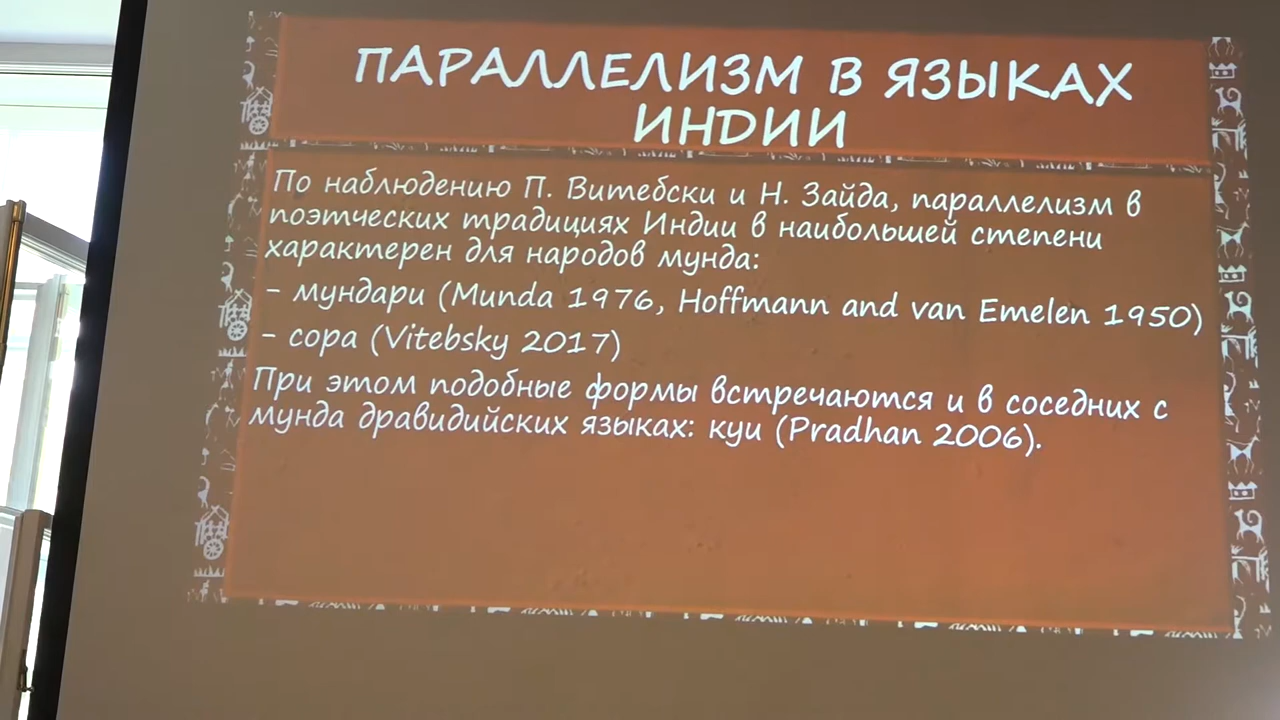 ПАРАЛЛЕЛИЗМ В ЯЗЫКАХ
ИНДИИ
По наблюдению П. Витебски и Н. Зайда, параллелизм в
поэтческих традициях Индии в наибольшей степени
характерен для народов мунда:
- мундари (Munda 1976, Hoffmann and van Emelen 1950)
- сора (Vitebsky 2017)
При этом подобные формы встречаются и в соседних с
мунда дравидийских языках: куи (Pradhan 2006).